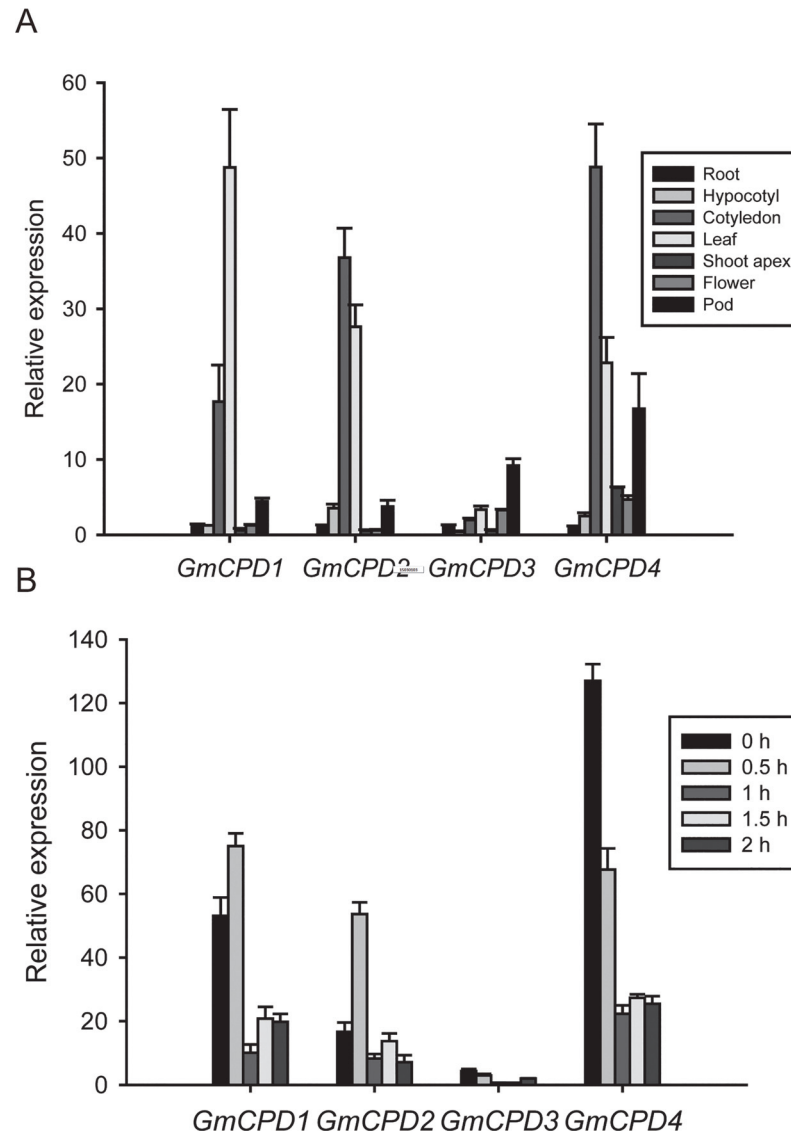 A
60
50
40
30
20
10
0
Relative expression
Root
Hypocotyl
Cotyledon
Leaf
Shoot apex
Flower
Pod
GmCPD1 GmCPD2 GmCPD3 GmCPD4
B
140
120
100
80
60
40
20
0
Relative expression
0 h
0.5 h
1 h
1.5 h
2 h
GmCPD1 GmCPD2 GmCPD3 GmCPD4